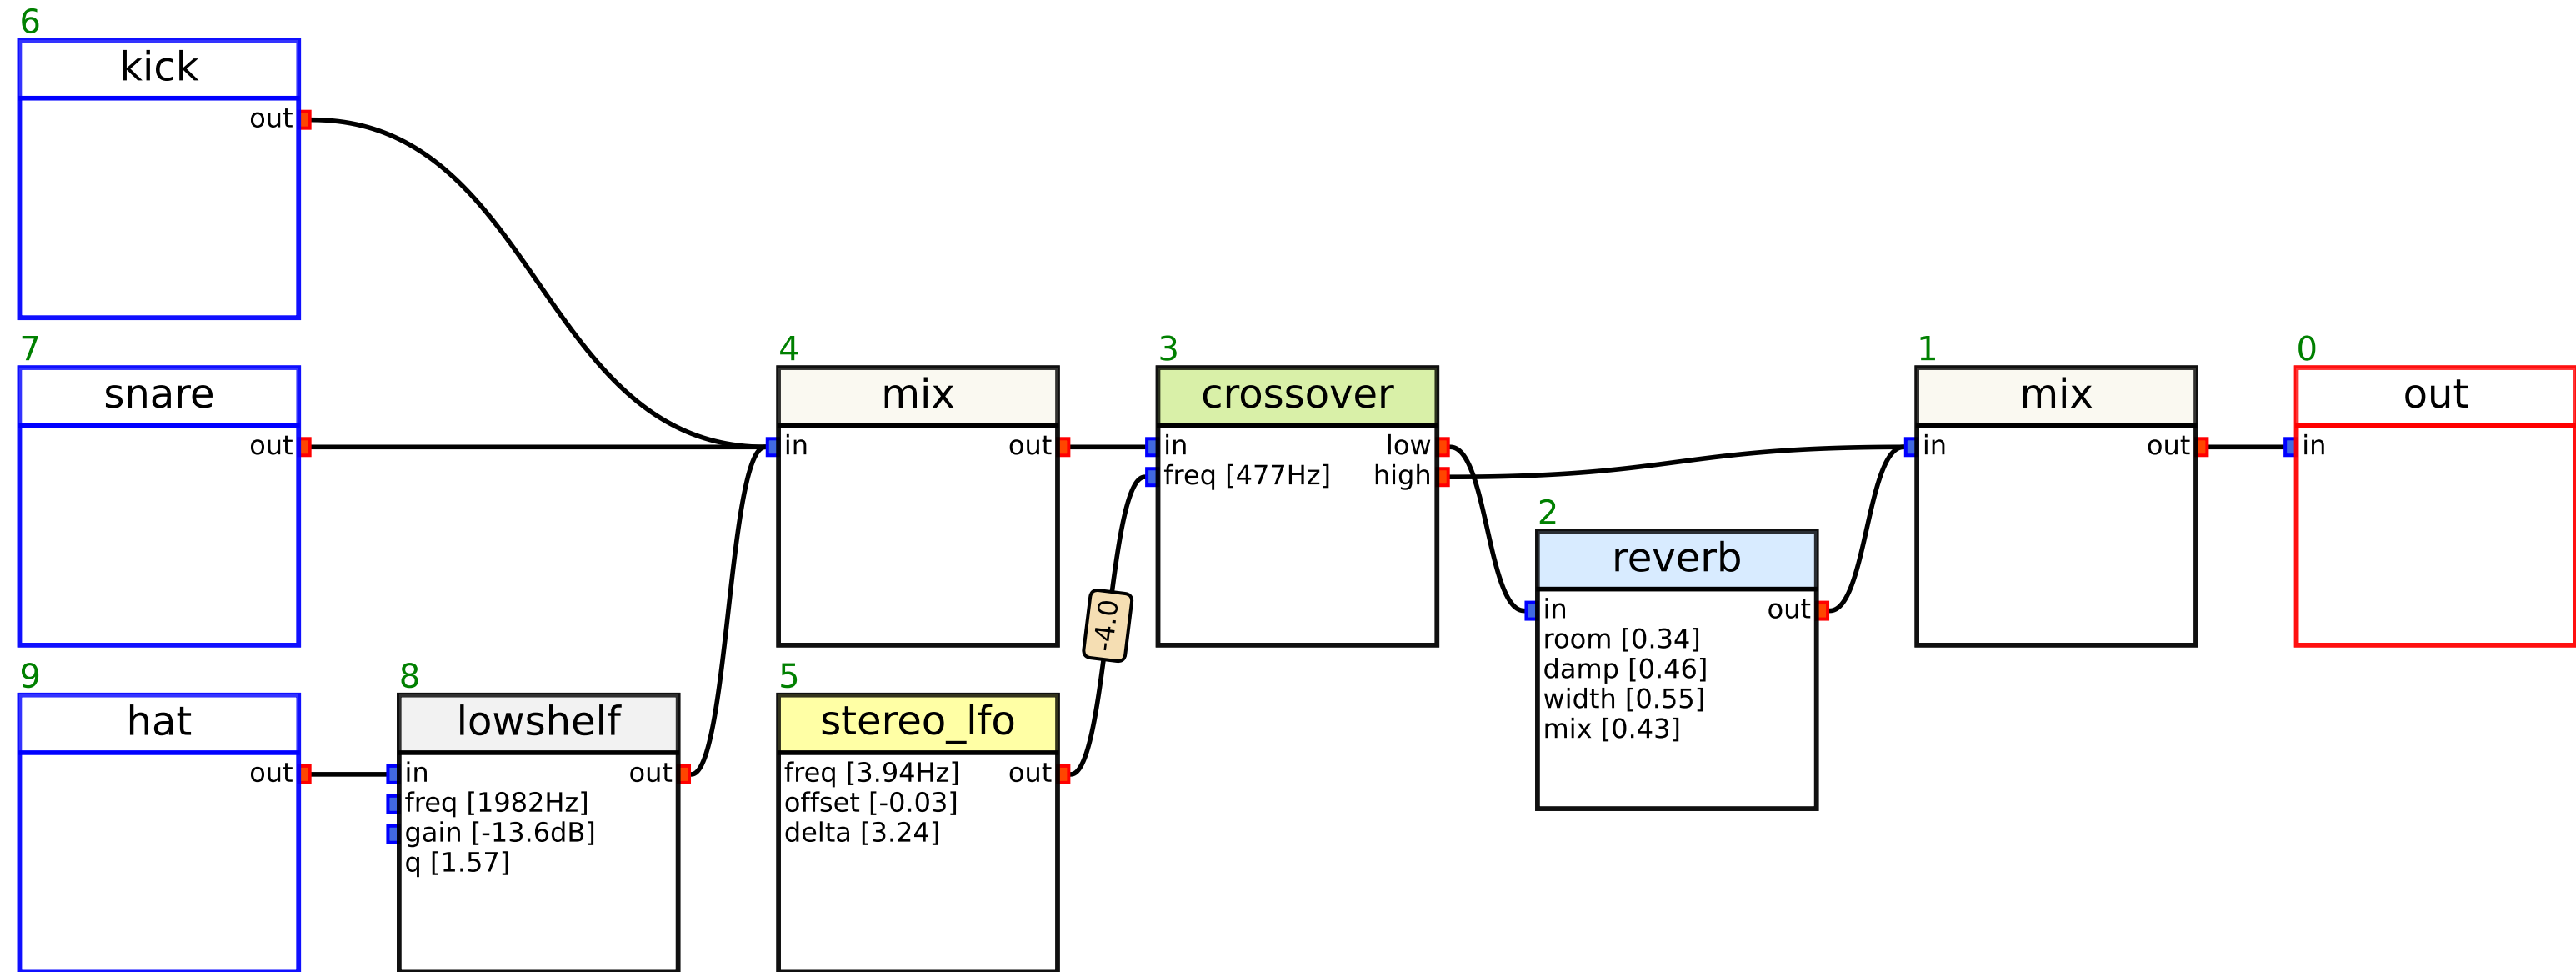 6
kick
out
7
snare
out
9
hat
out
8
lowshelf
in out
freq [1982Hz]
gain [-13.6dB]
q [1.57]
4
mix
in out
5
stereo_lfo
freq [3.94Hz] out
offset [-0.03]
delta [3.24]
-4.0
3
crossover
in low
freq [477Hz] high
2
reverb
in out
room [0.34]
damp [0.46]
width [0.55]
mix [0.43]
1
mix
in out
0
out
in